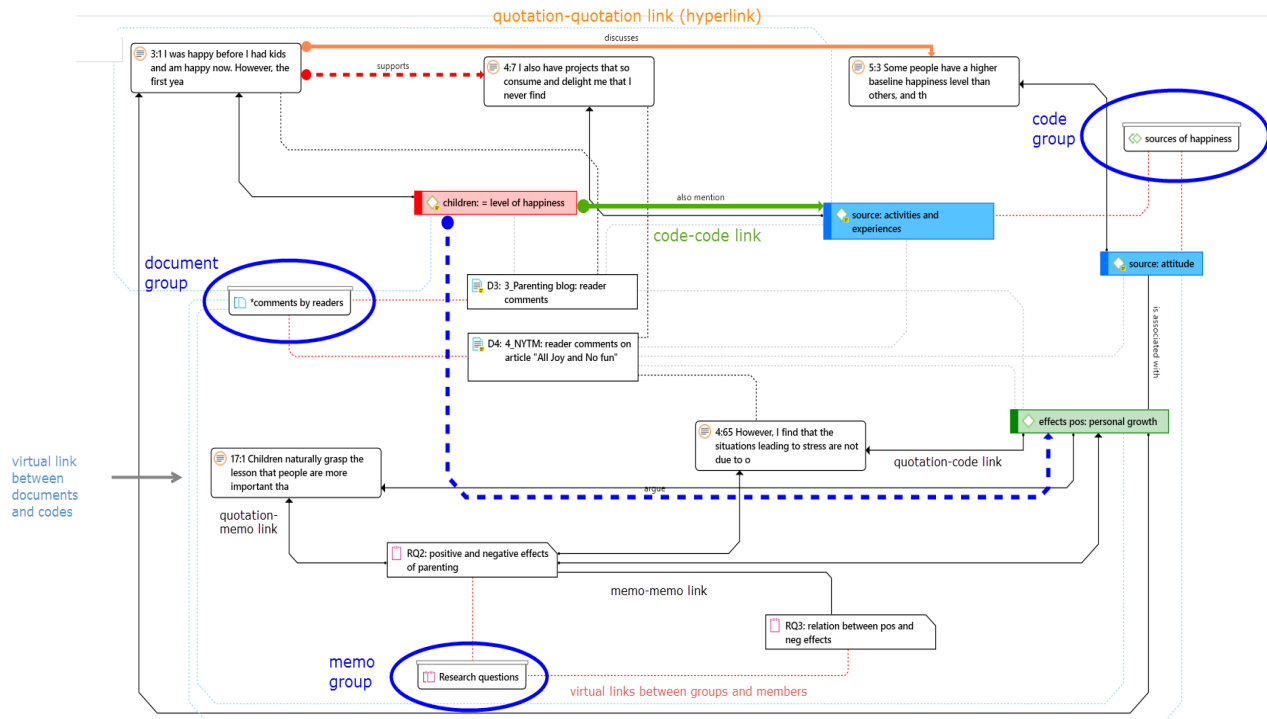 quotation-quotation link (hyperlink)
discusses
3:1 I was happy before I had kids
and am happy now. However, the
first yea
supports
4:7 I also have projects that so
consume and delight me that I
never find
5:3 Some people have a higher
baseline happiness level than
others, and th
code
group
sources of happiness
children: = level of happiness
also mention
source: activities and
experiences
code-code link
source: attitude
document
group
*comments by readers
D3: 3_Parenting blog: reader
comments
D4: 4_NYTM: reader comments on
article "All Joy and No fun"
is associated with
effects pos: personal growth
4:65 However, I find that the
situations leading to stress are not
due to o
quotation-code link
17:1 Children naturally grasp the
lesson that people are more
important tha
argue
virtual link
between
documents
and codes
quotation-
memo link
RQ2: positive and negative effects
of parenting
memo-memo link
RQ3: relation between pos and
neg effects
memo
group
Research questions
virtual links between groups and members